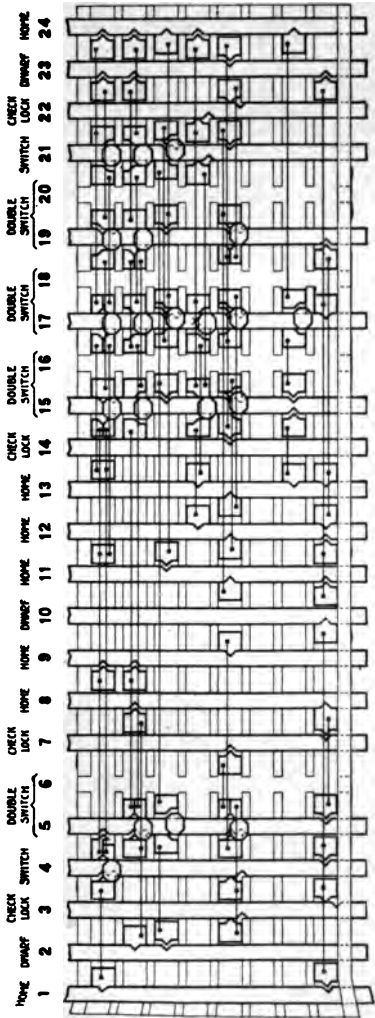 HOME
1
DWARF
2
CHECK
LOCK
3
SWITCH
4
DOUBLE
SWITCH
5 6
CHECK
LOCK
7
HOME
8
HOME
9
DWARF
10
HOME
11
HOME
12
HOME
13
CHECK
LOCK
14
DOUBLE
SWITCH
15 16
DOUBLE
SWITCH
17 18
DOUBLE
SWITCH
19 20
SWITCH
21
CHECK
LOCK
22
DWARF
23
HOME
24